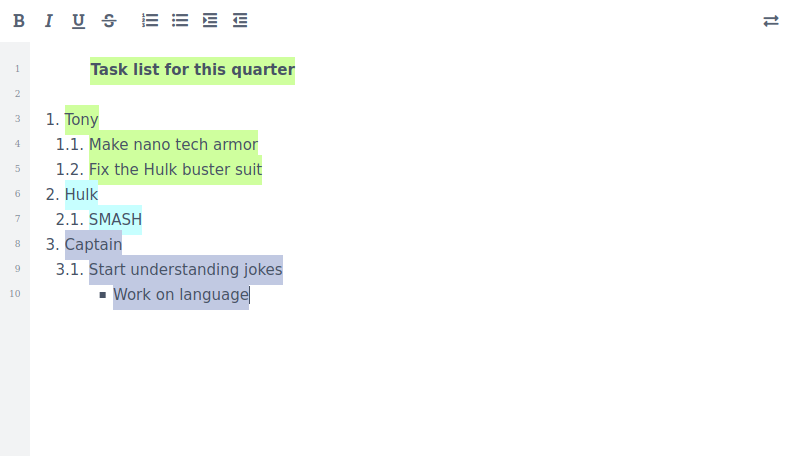 B I U S
1 Task list for this quarter
2
3 1. Tony
4 1.1. Make nano tech armor
5 1.2. Fix the Hulk buster suit
6 2. Hulk
7 2.1. SMASH
8 3. Captain
9 3.1. Start understanding jokes
10 ▪ Work on language